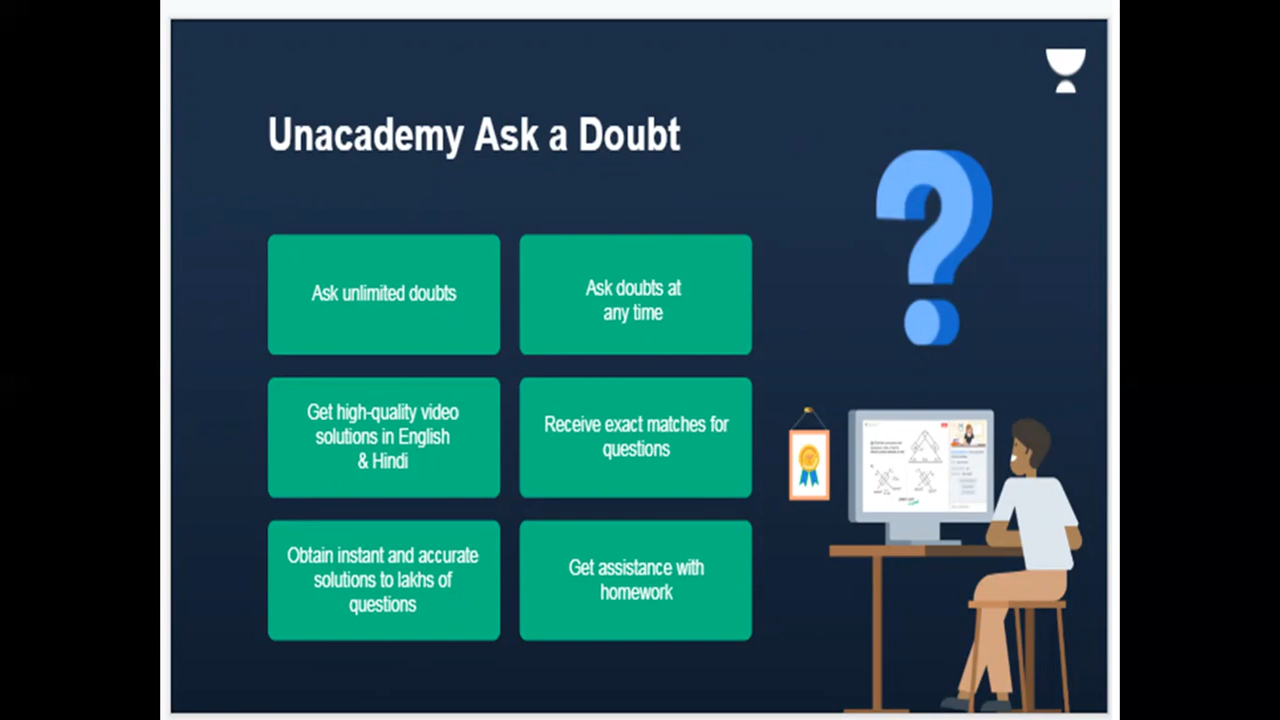 Unacademy Ask a Doubt
Ask unlimited doubts
Ask doubts at
any time
Get high-quality video
solutions in English
& Hindi
Receive exact matches for
questions
Obtain instant and accurate
solutions to lakhs of
questions
Get assistance with
homework